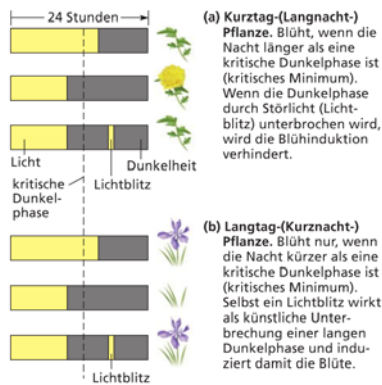 24 Stunden
(a) Kurztag-(Langnacht-)
Pflanze. Blüht, wenn die
Nacht länger als eine
kritische Dunkelphase ist
(kritisches Minimum).
Wenn die Dunkelphase
durch Störlicht (Licht-
blitz) unterbrochen wird,
wird die Blühinduktion
verhindert.
Licht
Dunkelheit
kritische
Dunkel-
phase
Lichtblitz
(b) Langtag-(Kurznacht-)
Pflanze. Blüht nur, wenn
die Nacht kürzer als eine
kritische Dunkelphase ist
(kritisches Minimum).
Selbst ein Lichtblitz wirkt
als künstliche Unter-
brechung einer langen
Dunkelphase und indu-
ziert damit die Blüte.
Lichtblitz